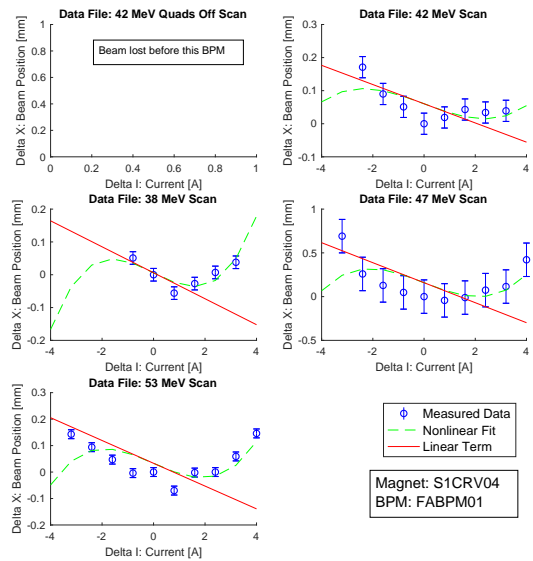 Data File: 42 MeV Quads Off Scan
Delta X: Beam Position [mm]
1
0.8
0.6
0.4
0.2
0
Beam lost before this BPM
0 0.2 0.4 0.6 0.8 1
Delta I: Current [A]
Data File: 42 MeV Scan
Delta X: Beam Position [mm]
0.3
0.2
0.1
0
-0.1
-4 -2 0 2 4
Delta I: Current [A]
Data File: 38 MeV Scan
Delta X: Beam Position [mm]
0.2
0.1
0
-0.1
-0.2
-4 -2 0 2 4
Delta I: Current [A]
Data File: 47 MeV Scan
Delta X: Beam Position [mm]
1
0.5
0
-0.5
-4 -2 0 2 4
Delta I: Current [A]
Data File: 53 MeV Scan
Delta X: Beam Position [mm]
0.3
0.2
0.1
0
-0.1
-0.2
-4 -2 0 2 4
Delta I: Current [A]
Measured Data
Nonlinear Fit
Linear Term
Magnet: S1CRV04
BPM: FABPM01